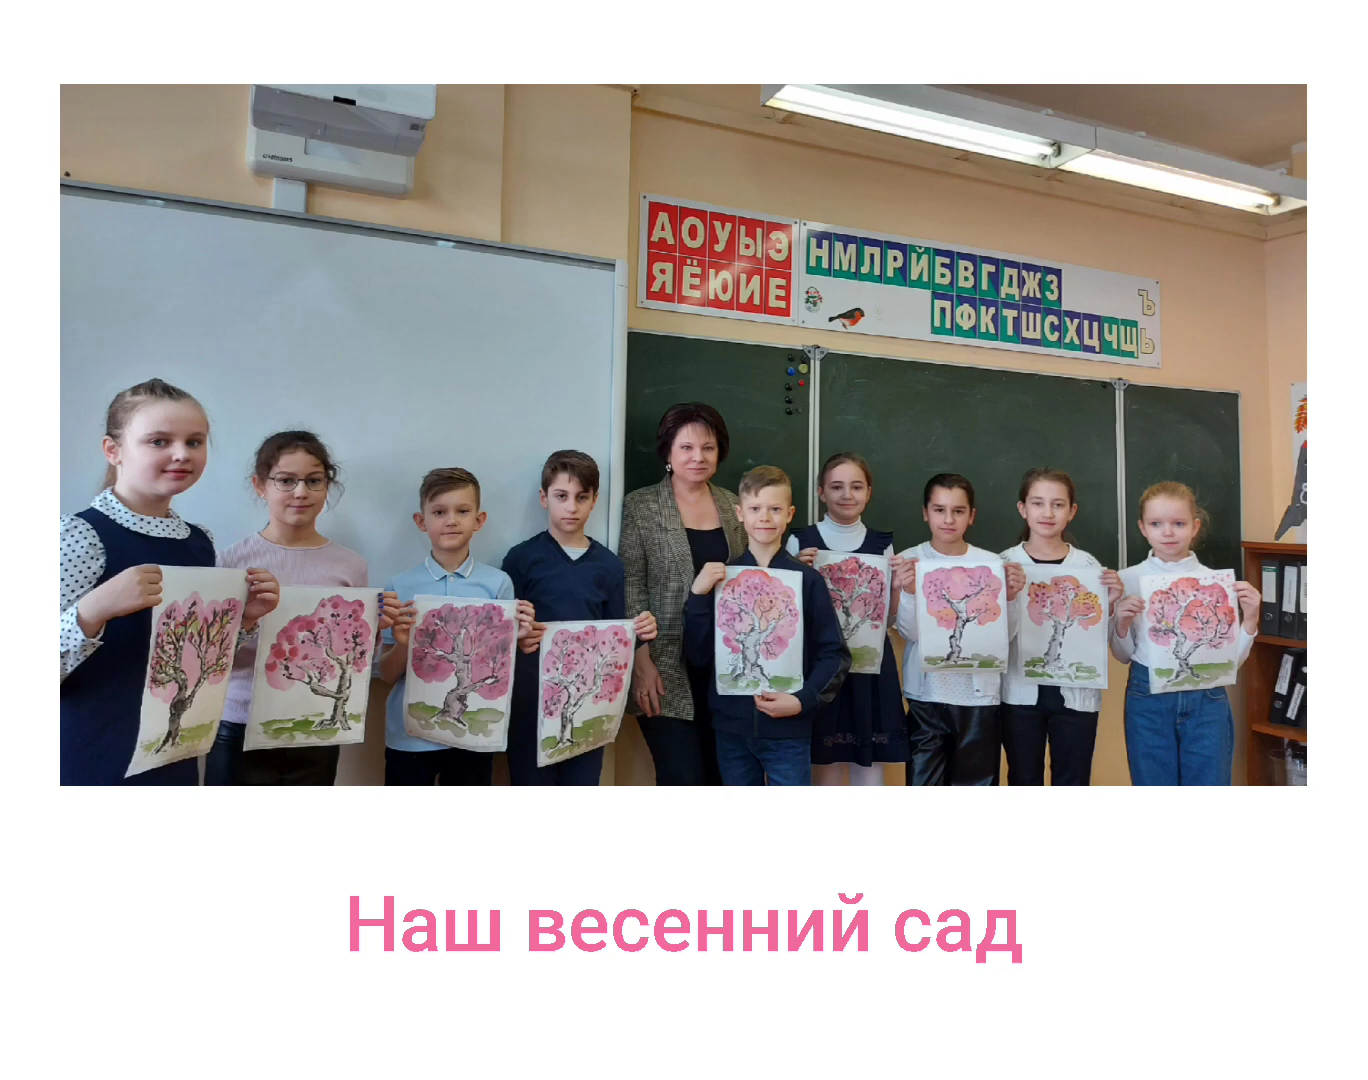 АОУЫЭ
ЯЁЮИЕ
НМЛРЙБВГДЖЗ
ПФКТШСХЦЧЩ
Ъ
Ь
Наш весенний сад